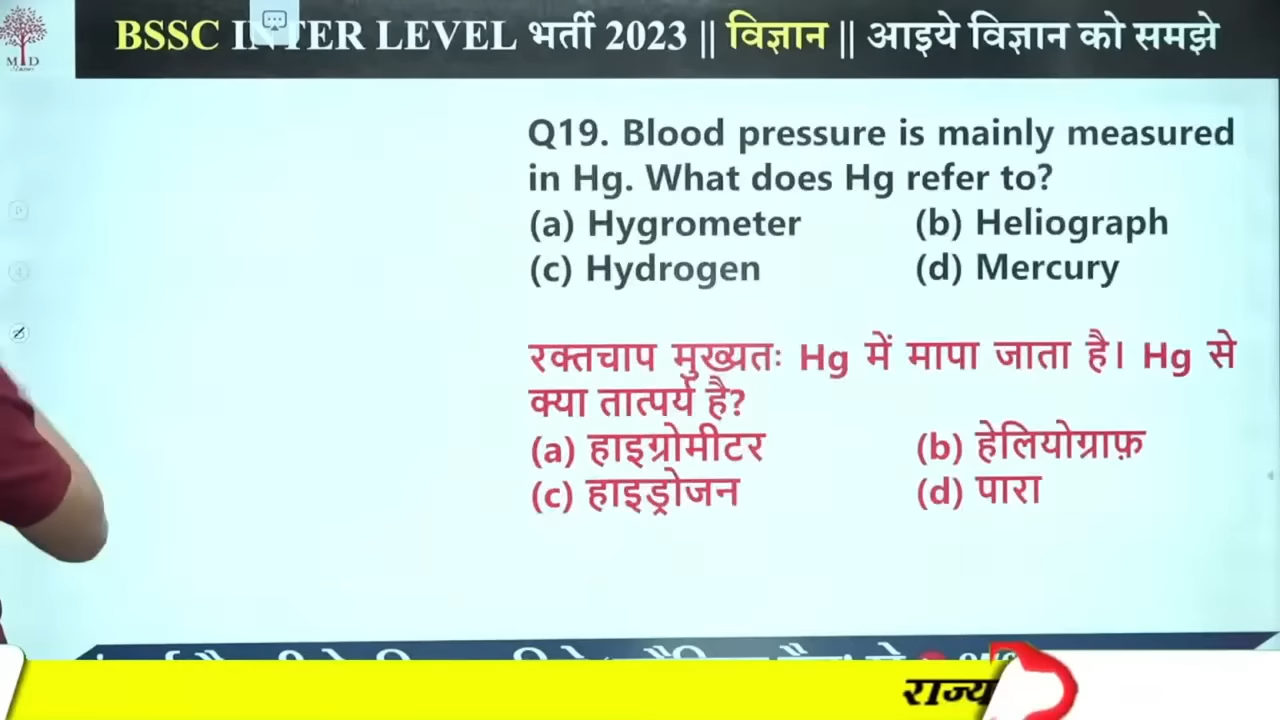 BSSC INTER LEVEL भर्ती 2023 || विज्ञान || आइये विज्ञान को समझे
Q19. Blood pressure is mainly measured
in Hg. What does Hg refer to?
(a) Hygrometer (b) Heliograph
(c) Hydrogen (d) Mercury
रक्तचाप मुख्यतः Hg में मापा जाता है। Hg से
क्या तात्पर्य है?
(a) हाइग्रोमीटर (b) हेलियोग्राफ़
(c) हाइड्रोजन (d) पारा
राज्य